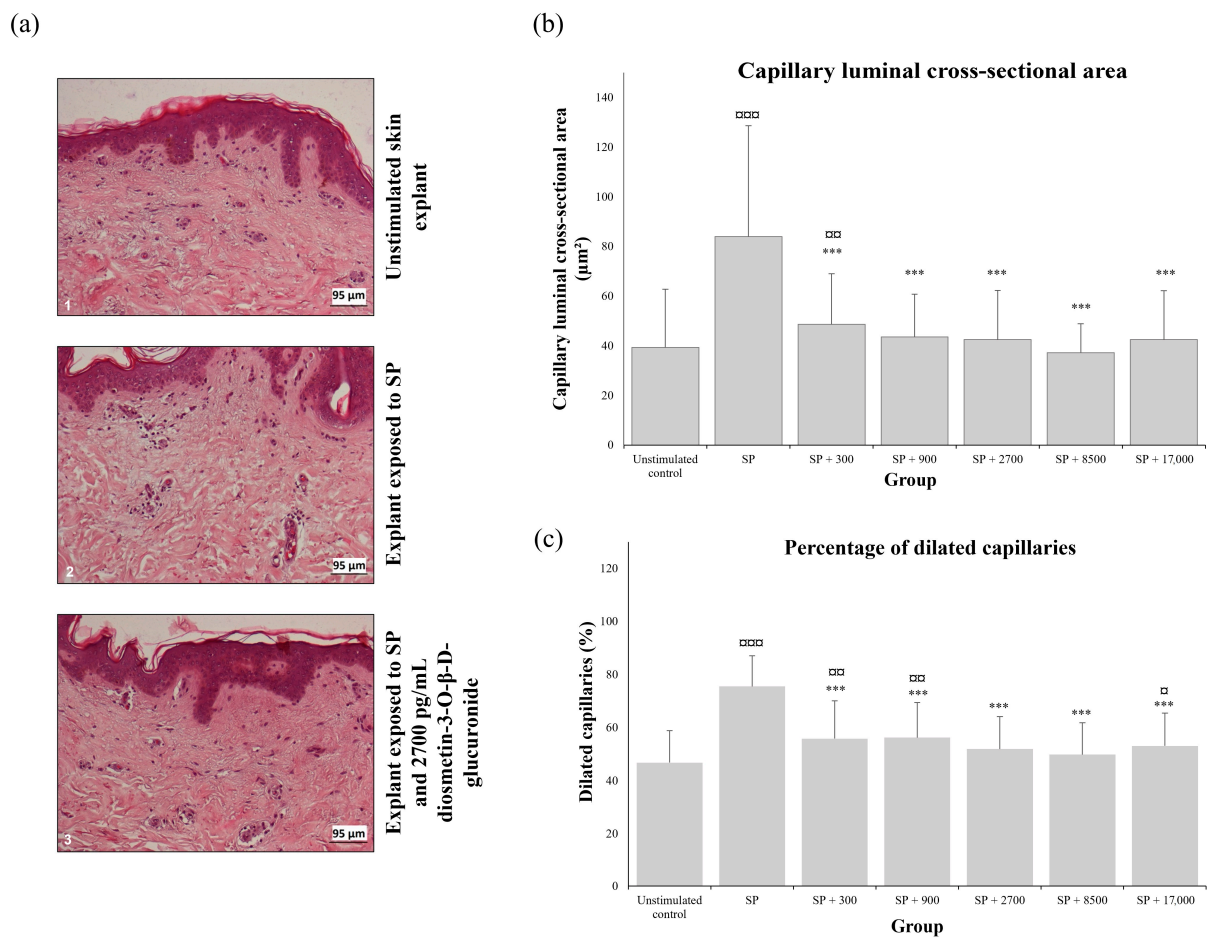 (a)
Unstimulated skin
explant
95 µm
1
Explant exposed to SP
95 µm
2
Explant exposed to SP
and 2700 pg/mL
diosmetin-3-O-β-D-
glucuronide
95 µm
3
(b)
Capillary luminal cross-sectional area
Capillary luminal cross-sectional area
(µm²)
140
120
100
80
60
40
20
0
¤¤¤
¤¤
***
***
***
***
***
Unstimulated
control
SP
SP + 300
SP + 900
SP + 2700
SP + 8500
SP + 17,000
Group
(c)
Percentage of dilated capillaries
Dilated capillaries (%)
120
100
80
60
40
20
0
¤¤¤
¤¤
***
¤¤
***
***
***
¤
***
Unstimulated
control
SP
SP + 300
SP + 900
SP + 2700
SP + 8500
SP + 17,000
Group